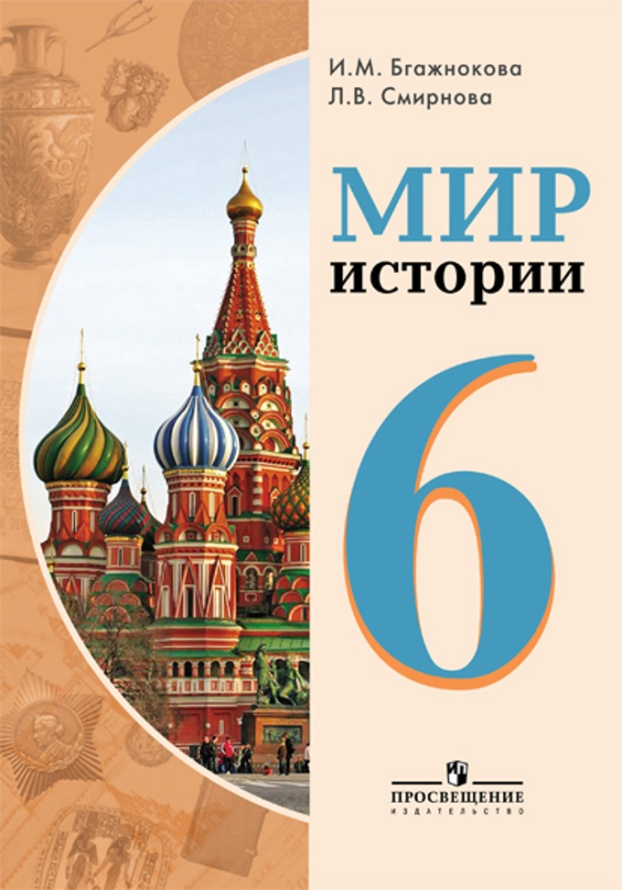 И.М. Бгажнокова
Л.В. Смирнова
МИР
истории
6
ПРОСВЕЩЕНИЕ
ИЗДАТЕЛЬСТВО